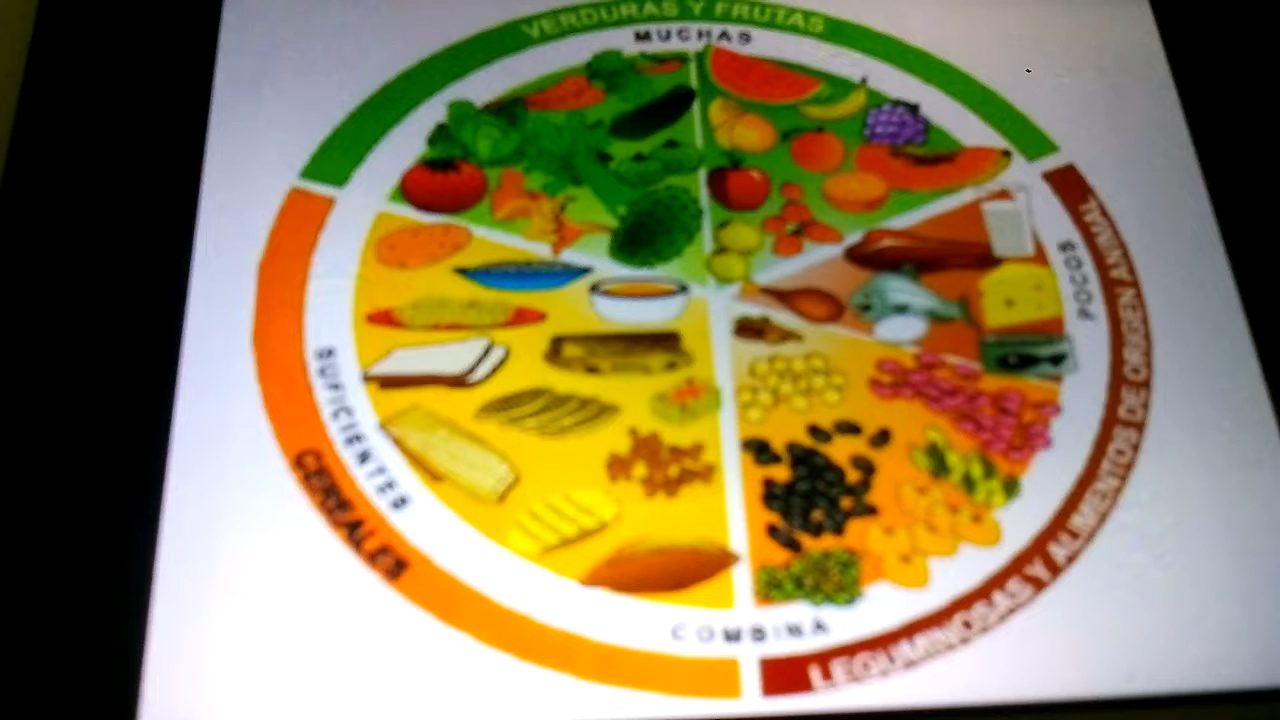 VERDURAS Y FRUTAS
MUCHAS
POCOS
SUFICIENTES
CEREALES
COMBINA
LEGUMINOSAS Y ALIMENTOS DE ORIGEN ANIMAL